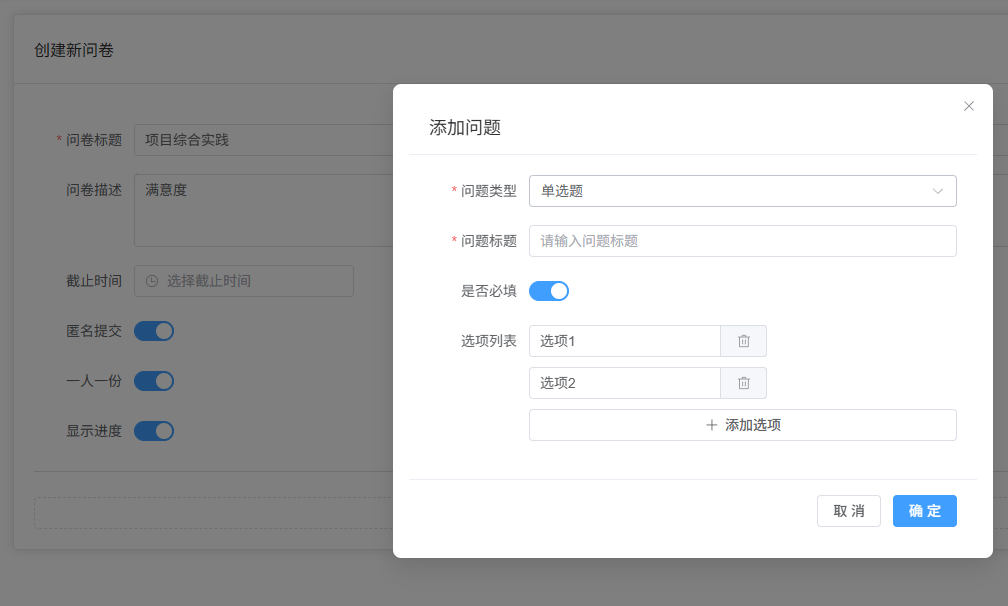 创建新问卷
* 问卷标题 项目综合实践
问卷描述 满意度
截止时间 选择截止时间
匿名提交
一人一份
显示进度
添加问题
* 问题类型 单选题
* 问题标题 请输入问题标题
是否必填
选项列表 选项1
选项2
添加选项
取 消 确 定